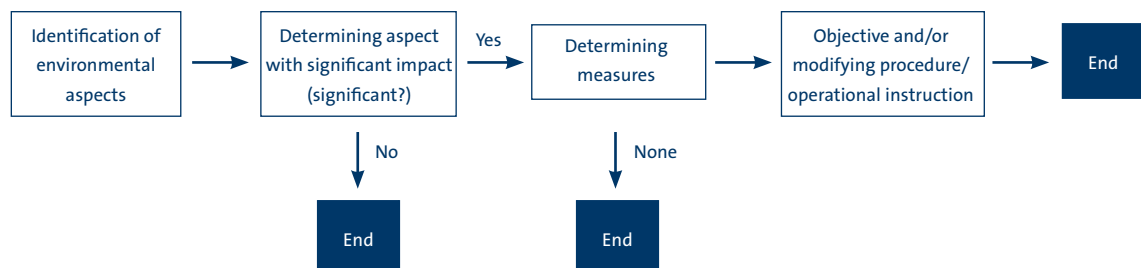 Identification of
environmental
aspects
Determining aspect
with significant impact
(significant?)
Yes
Determining
measures
Objective and/or
modifying procedure/
operational instruction
End
No
None
End
End